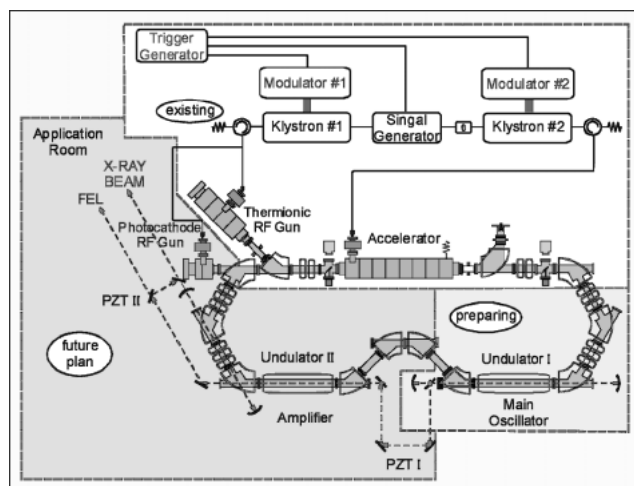 Trigger
Generator
Modulator #1
Modulator #2
existing
Klystron #1
Singal
Generator
Klystron #2
Application
Room
X-RAY
BEAM
FEL
Thermionic
RF Gun
Photocathode
RF Gun
Accelerator
PZT II
preparing
future
plan
Undulator II
Undulator I
Amplifier
Main
Oscillator
PZT I